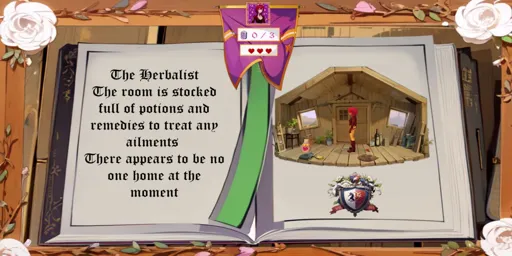 0 / 3
The Herbalist
The room is stocked
full of potions and
remedies to treat any
ailments
There appears to be no
one home at the
moment